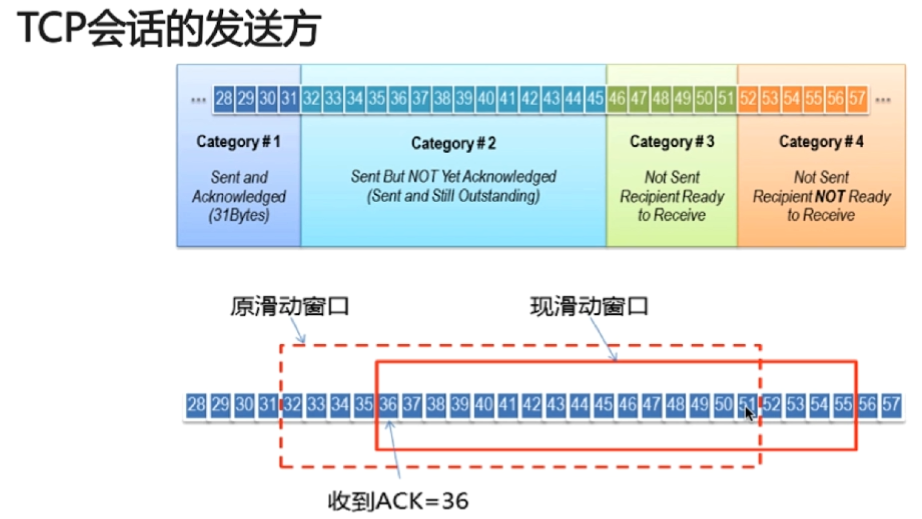 TCP会话的发送方
... 28 29 30 31 32 33 34 35 36 37 38 39 40 41 42 43 44 45 46 47 48 49 50 51 52 53 54 55 56 57 ...
Category # 1
Sent and
Acknowledged
(31Bytes)
Category # 2
Sent But NOT Yet Acknowledged
(Sent and Still Outstanding)
Category # 3
Not Sent
Recipient Ready
to Receive
Category # 4
Not Sent
Recipient NOT Ready
to Receive
原滑动窗口
现滑动窗口
28 29 30 31 32 33 34 35 36 37 38 39 40 41 42 43 44 45 46 47 48 49 50 51 52 53 54 55 56 57
收到ACK=36